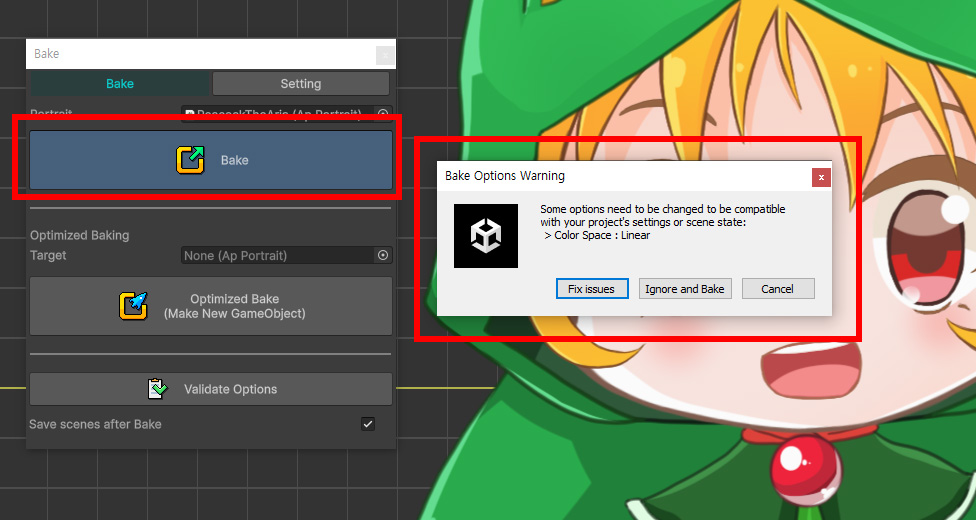 Bake
Bake Setting
Portrait
(Ap Portrait)
Bake
Optimized Baking
Target None (Ap Portrait)
Optimized Bake
(Make New GameObject)
Validate Options
Save scenes after Bake
Bake Options Warning x
Some options need to be changed to be compatible
with your project's settings or scene state:
> Color Space : Linear
Fix issues Ignore and Bake Cancel